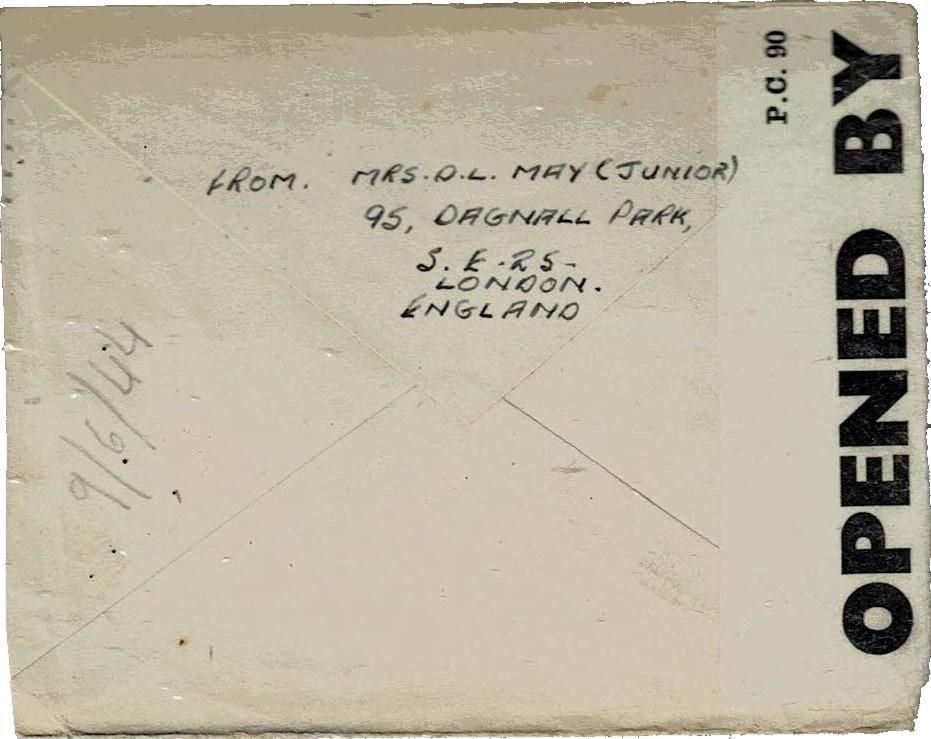 FROM. MRS. D.L. MAY (JUNIOR)
95, DAGNALL PARK,
S.E.25-
LONDON.
ENGLAND
9/6/44
P.C. 90
OPENED BY